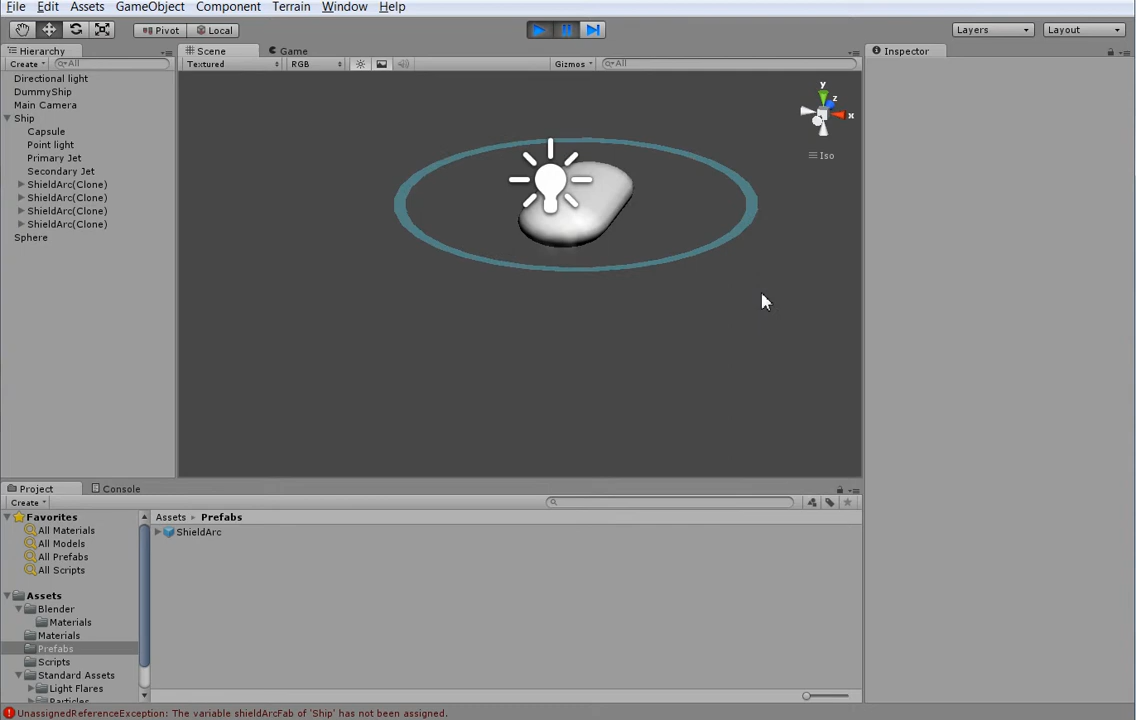 File Edit Assets GameObject Component Terrain Window Help
Pivot Local Layers Layout
Hierarchy Scene Game Inspector
Create All Textured RGB Gizmos All
Directional light
DummyShip
Main Camera
Ship
Capsule
Point light
Primary Jet
Secondary Jet
ShieldArc(Clone)
ShieldArc(Clone)
ShieldArc(Clone)
ShieldArc(Clone)
Sphere
y
z
x
Iso
Project Console
Create
Favorites
All Materials
All Models
All Prefabs
All Scripts
Assets
Blender
Materials
Materials
Prefabs
Scripts
Standard Assets
Light Flares
Particles
Assets Prefabs
ShieldArc
UnassignedReferenceException: The variable shieldArcFab of 'Ship' has not been assigned.